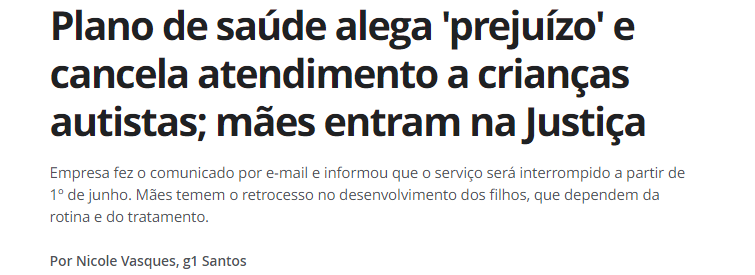 Plano de saúde alega 'prejuízo' e
cancela atendimento a crianças
autistas; mães entram na Justiça
Empresa fez o comunicado por e-mail e informou que o serviço será interrompido a partir de
1º de junho. Mães temem o retrocesso no desenvolvimento dos filhos, que dependem da
rotina e do tratamento.
Por Nicole Vasques, g1 Santos